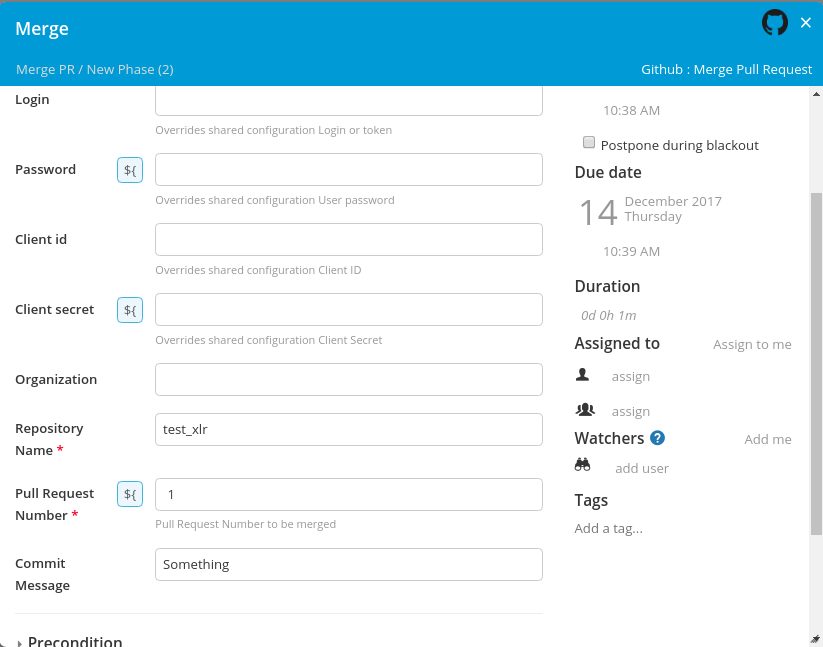 Merge
Merge PR / New Phase (2)
Github : Merge Pull Request
Login
Overrides shared configuration Login or token
Password
${
Overrides shared configuration User password
Client id
Overrides shared configuration Client ID
Client secret
${
Overrides shared configuration Client Secret
Organization
Repository
Name *
test_xlr
Pull Request
Number *
${
1
Pull Request Number to be merged
Commit
Message
Something
Precondition
10:38 AM
Postpone during blackout
Due date
14
December 2017
Thursday
10:39 AM
Duration
0d 0h 1m
Assigned to
Assign to me
assign
assign
Watchers ?
Add me
add user
Tags
Add a tag...